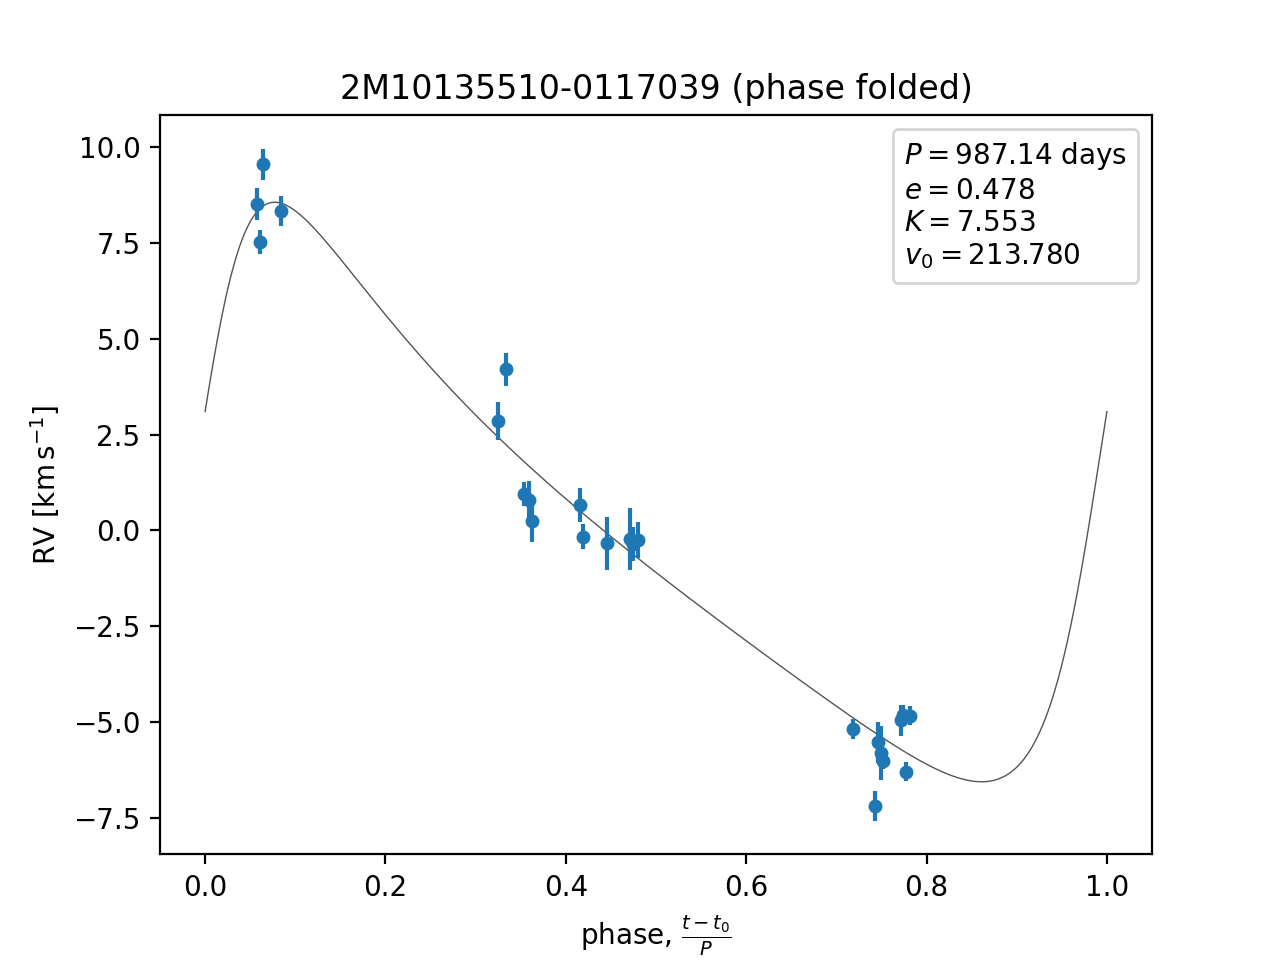 2M10135510-0117039 (phase folded)
P = 987.14 days
e = 0.478
K = 7.553
v₀ = 213.780
RV [km s⁻¹]
10.0
7.5
5.0
2.5
0.0
−2.5
−5.0
−7.5
0.0 0.2 0.4 0.6 0.8 1.0
phase, (t − t₀)/P